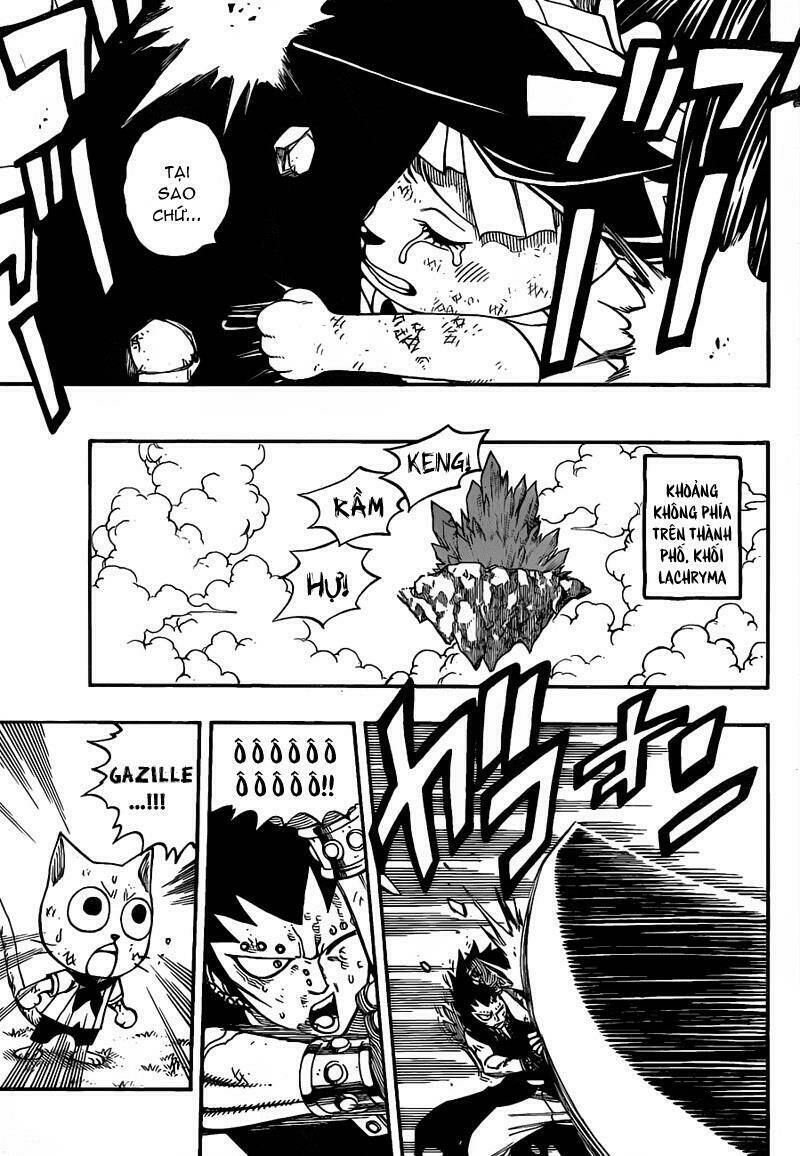 TẠI
SAO
CHỨ...
KHOẢNG
KHÔNG PHÍA
TRÊN THÀNH
PHỐ, KHỐI
LACHRYMA
KENG!
RẦM
HỰ!
ÔÔÔÔÔÔ
ÔÔÔÔÔ!!
GAZILLE
...!!!